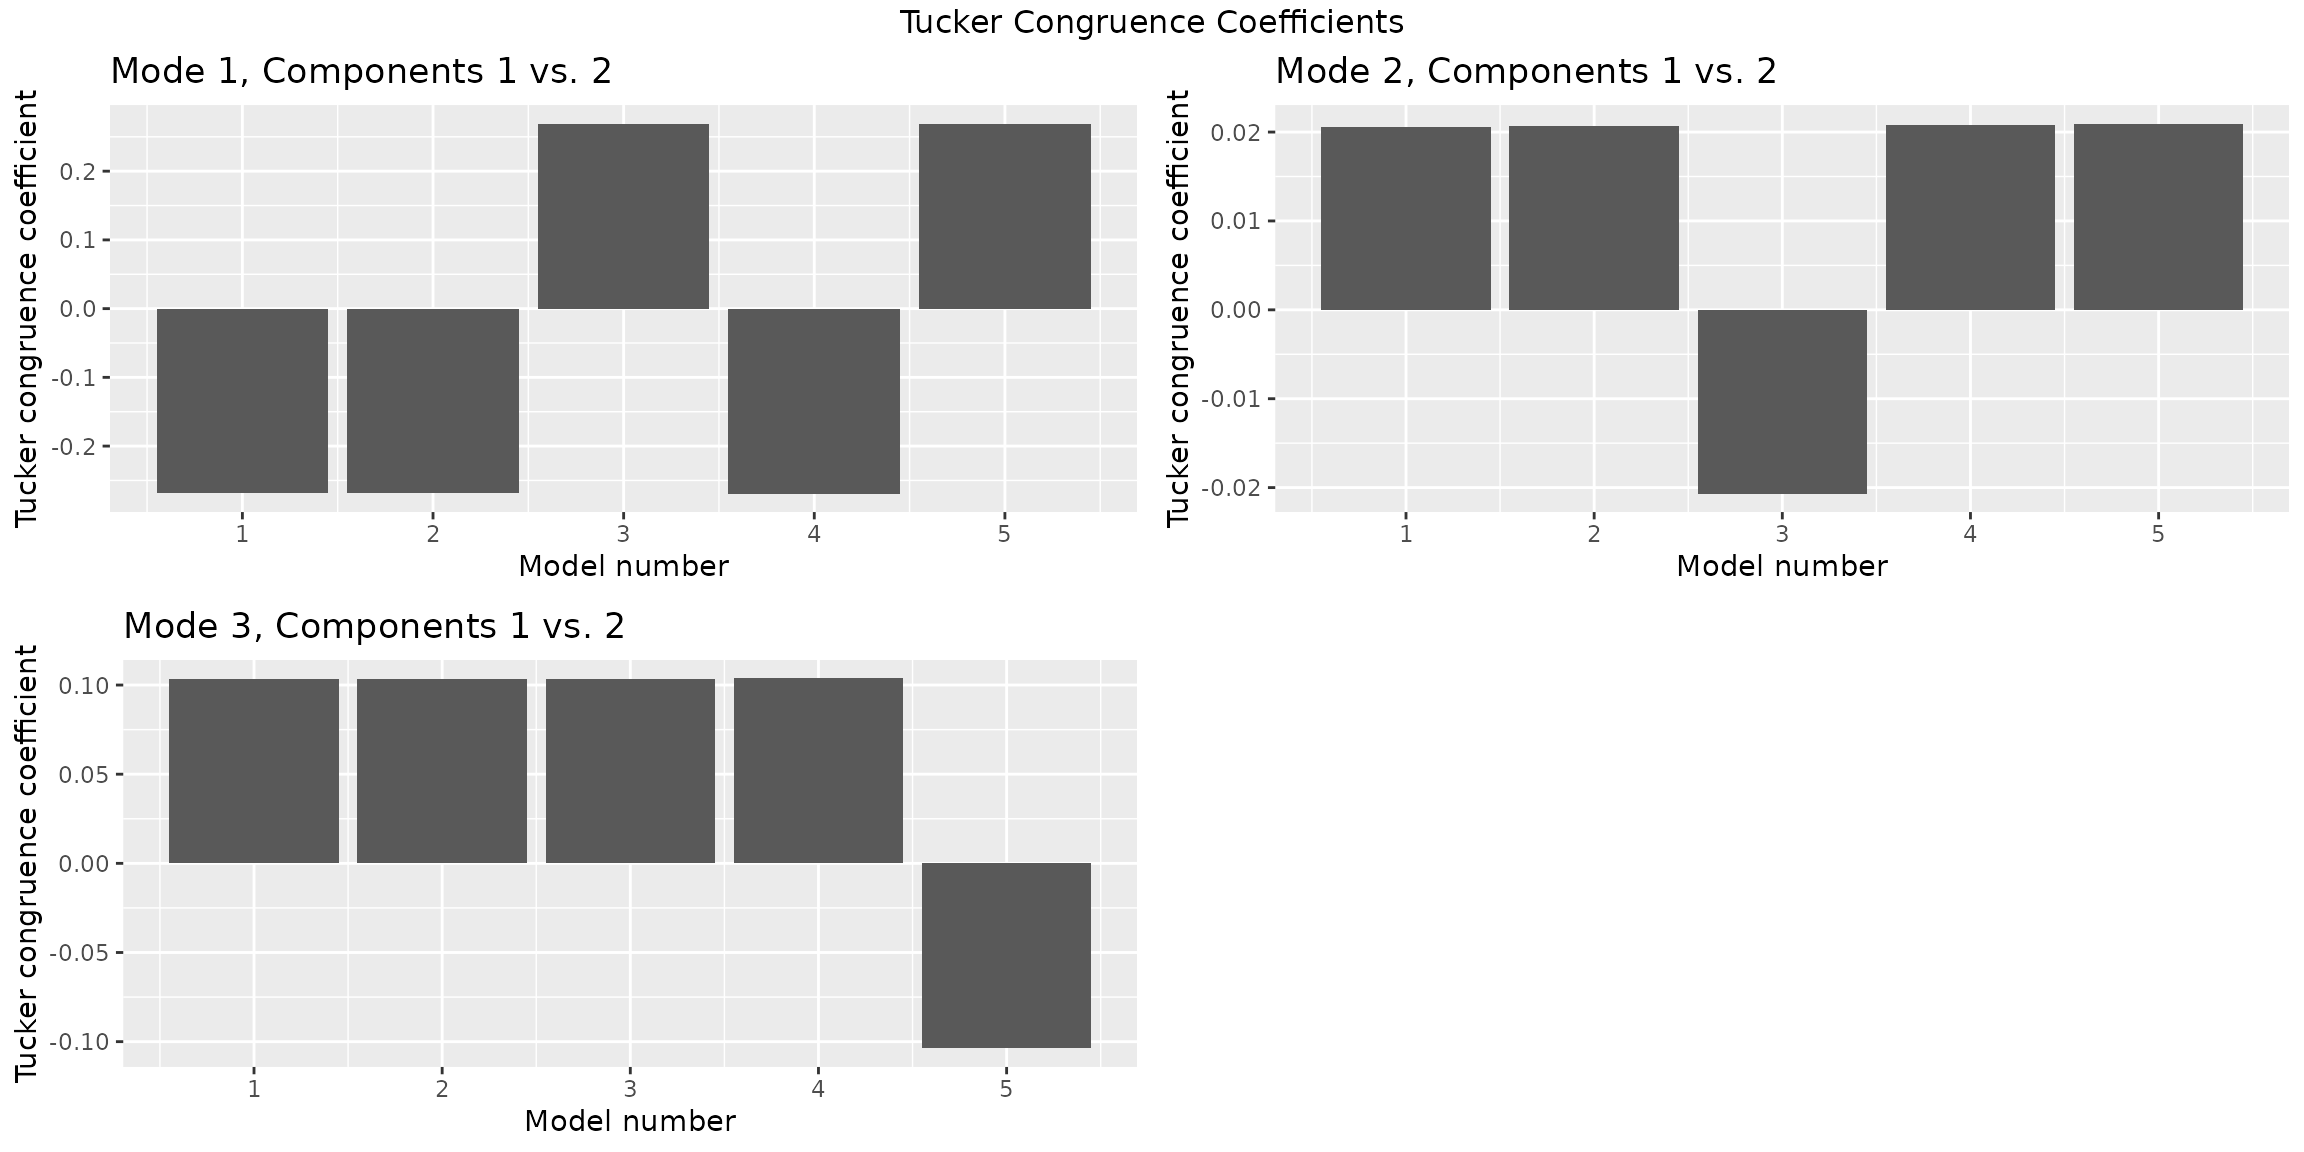 Tucker Congruence Coefficients
Mode 1, Components 1 vs. 2
Tucker congruence coefficient
0.2
0.1
0.0
-0.1
-0.2
1 2 3 4 5
Model number
Mode 2, Components 1 vs. 2
Tucker congruence coefficient
0.02
0.01
0.00
-0.01
-0.02
1 2 3 4 5
Model number
Mode 3, Components 1 vs. 2
Tucker congruence coefficient
0.10
0.05
0.00
-0.05
-0.10
1 2 3 4 5
Model number